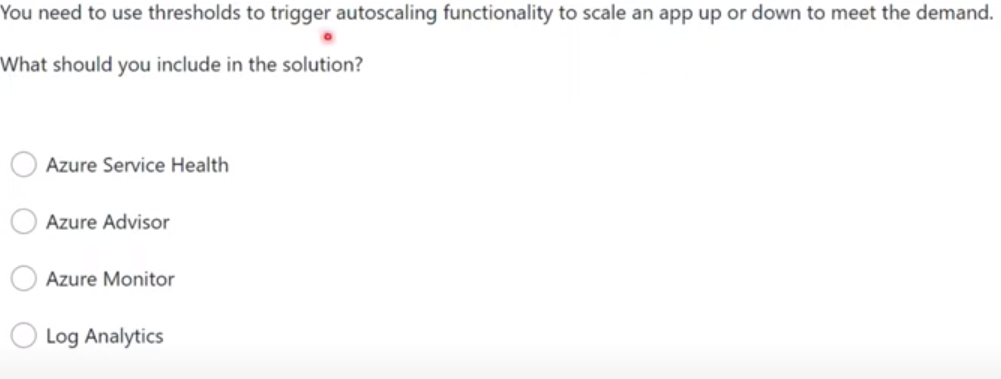 You need to use thresholds to trigger autoscaling functionality to scale an app up or down to meet the demand.
What should you include in the solution?
Azure Service Health
Azure Advisor
Azure Monitor
Log Analytics